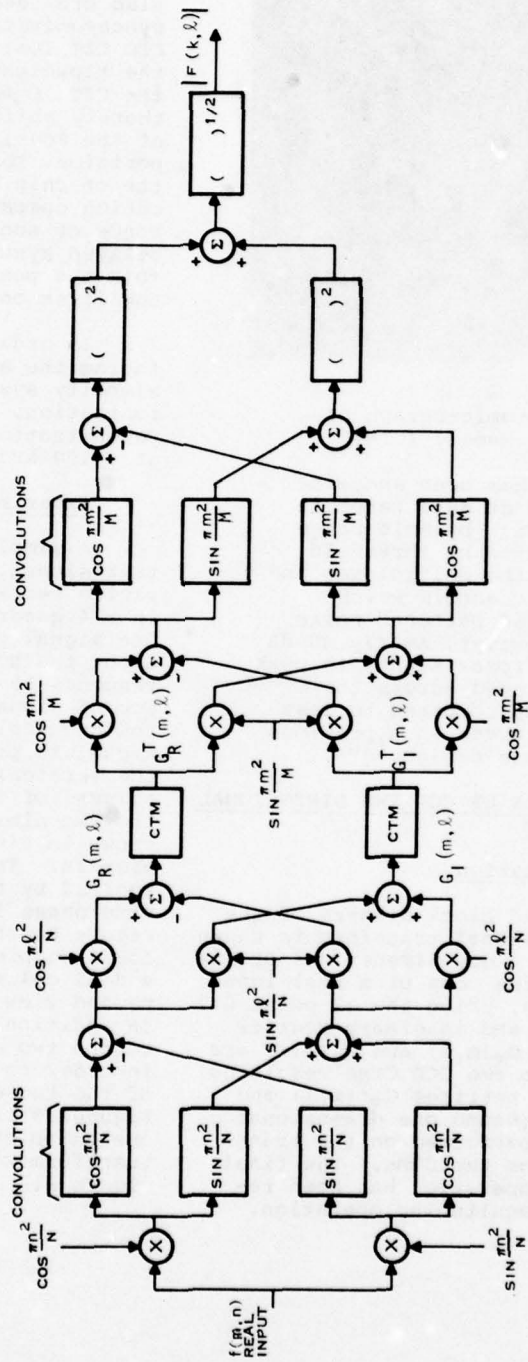 f(m,n)
REAL
INPUT
COS πn²/N
SIN πn²/N
CONVOLUTIONS
COS πn²/N
SIN πn²/N
SIN πn²/N
COS πn²/N
COS πℓ²/N
SIN πℓ²/N
COS πℓ²/N
G_R (m, ℓ)
G_I (m, ℓ)
CTM
CTM
G_R^T (m, ℓ)
G_I^T (m, ℓ)
COS πm²/M
SIN πm²/M
COS πm²/M
CONVOLUTIONS
COS πm²/M
SIN πm²/M
SIN πm²/M
COS πm²/M
( )²
( )²
( )^1/2
|F(k,ℓ)|